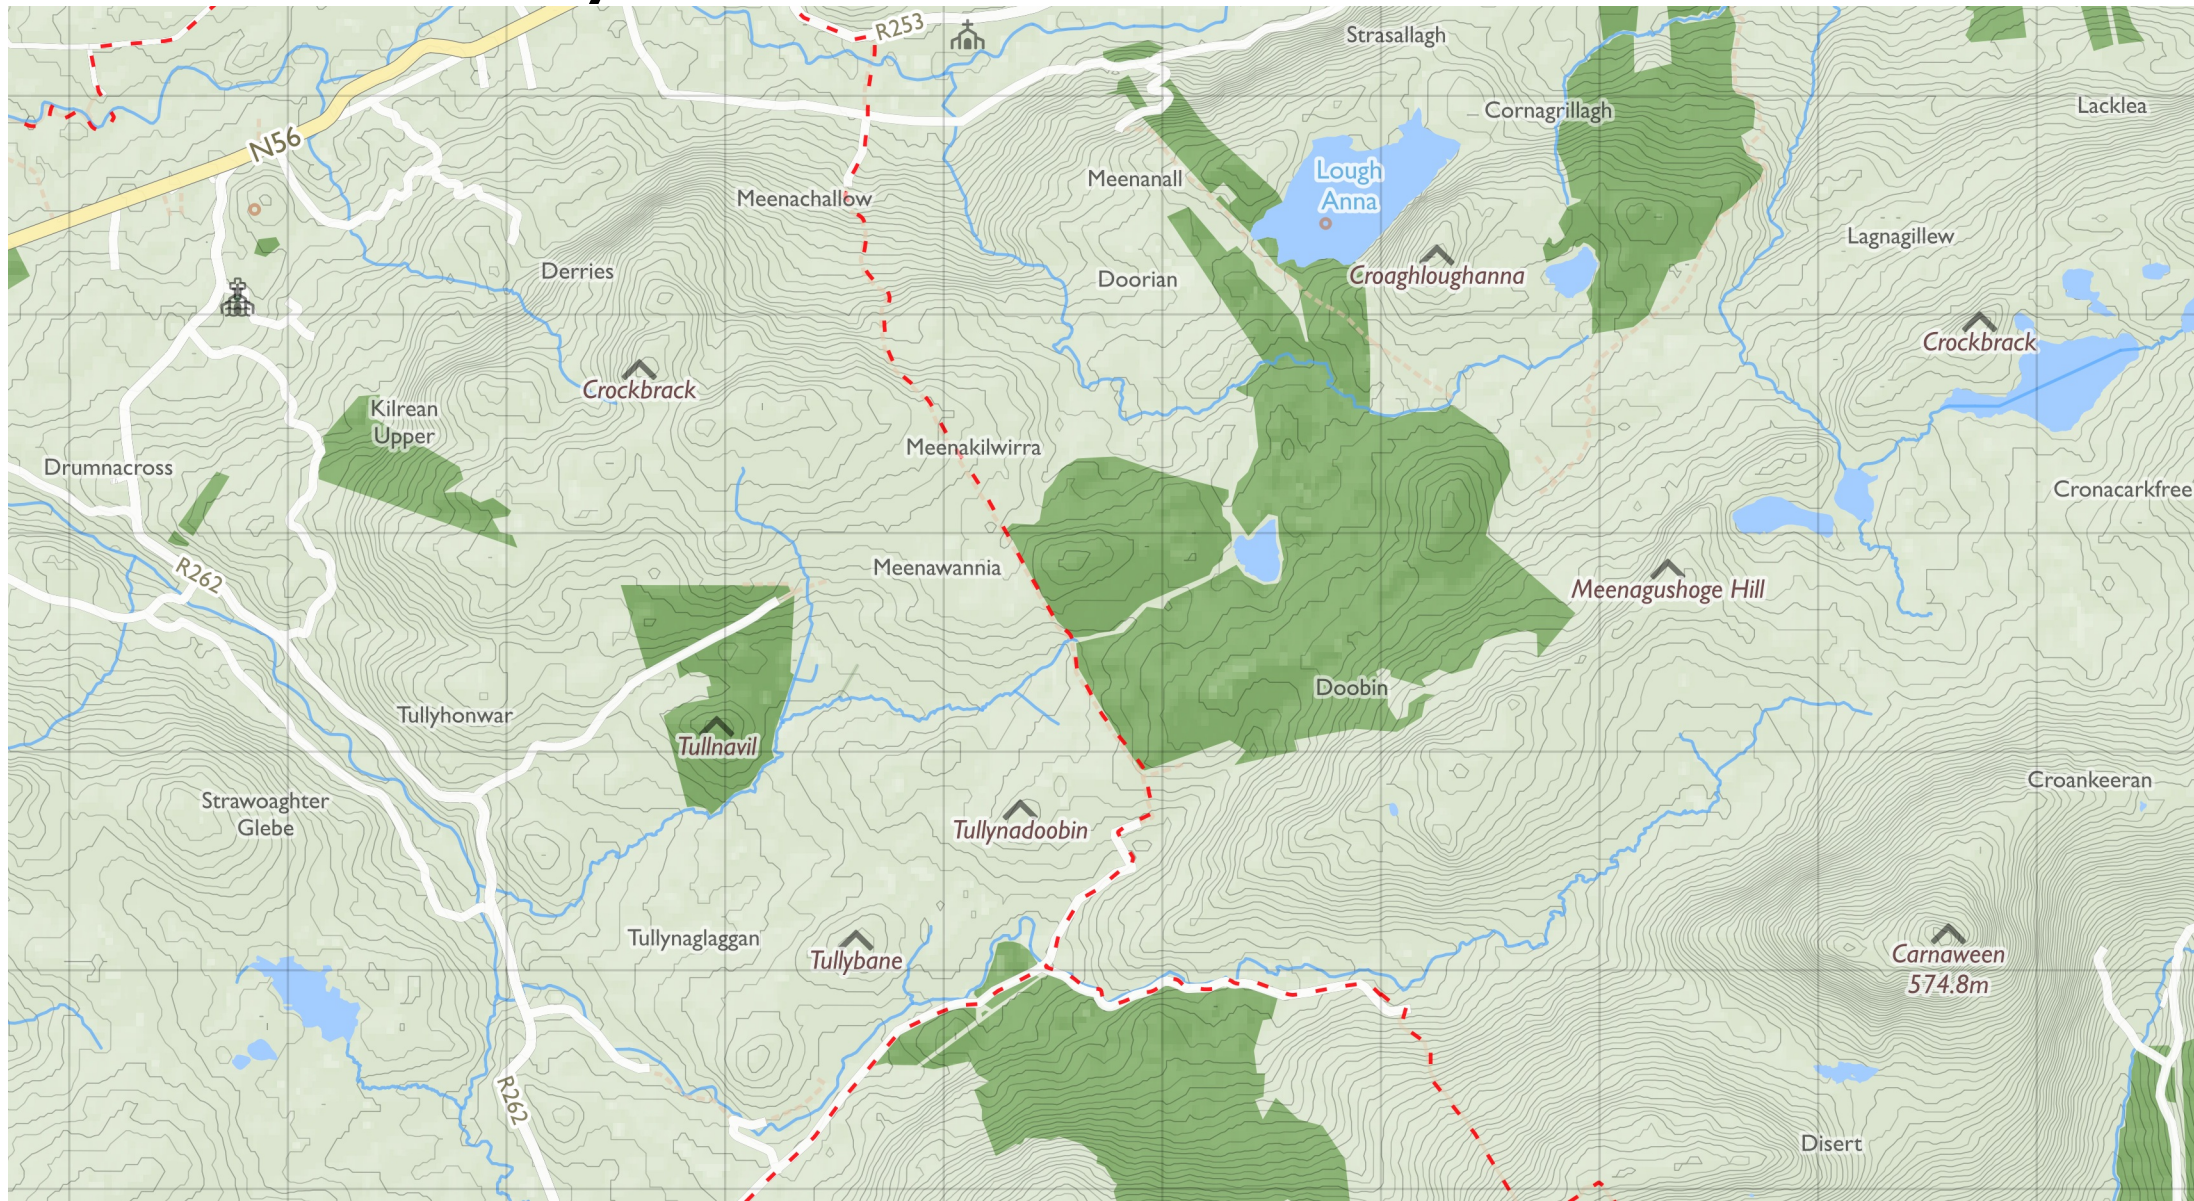 R253
Strasallagh
Cornagrillagh
Lacklea
N56
Lough
Anna
Meenanall
Meenachallow
Lagnagillew
Derries
Doorian
Croaghloughanna
Crockbrack
Crockbrack
Kilrean
Upper
Meenakilwirra
Drumnacross
Cronacarkfree
R262
Meenawannia
Meenagushoge Hill
Doobin
Tullyhonwar
Tullnavil
Croankeeran
Strawoaghter
Glebe
Tullynadoobin
Tullynaglaggan
Tullybane
Carnaween
574.8m
R262
Disert